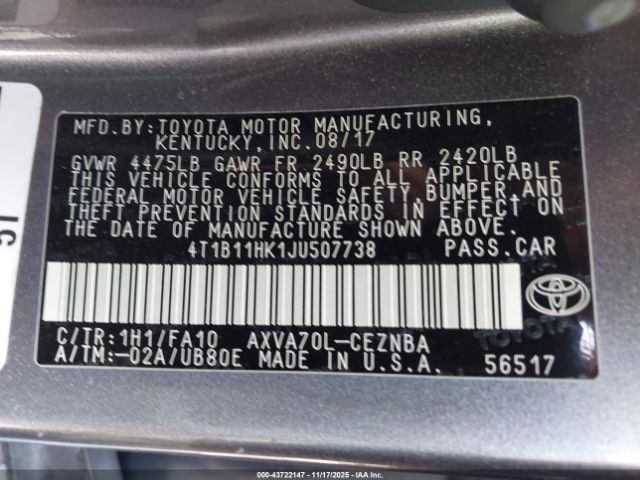 MFD.BY:TOYOTA MOTOR MANUFACTURING,
KENTUCKY,INC.08/17
GVWR 4475LB GAWR FR 2490LB RR 2420LB
THIS VEHICLE CONFORMS TO ALL APPLICABLE
FEDERAL MOTOR VEHICLE SAFETY,BUMPER,AND
THEFT PREVENTION STANDARDS IN EFFECT ON
THE DATE OF MANUFACTURE SHOWN ABOVE.
4T1B11HK1JU507738 PASS.CAR
C/TR:1H1/FA10 AXVA70L-CEZNBA
A/TM:-02A/UB80E MADE IN U.S.A. 56517
TOYOTA
000-43722147 - 11/17/2025 - IAAI.CA